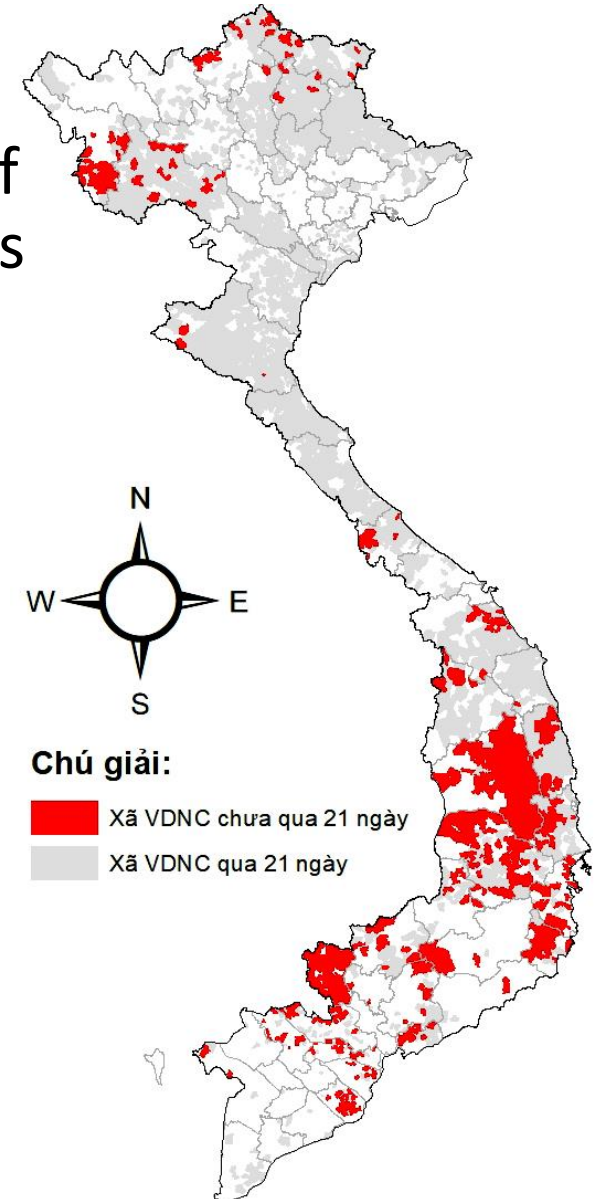 f
s
N
W E
S
Chú giải:
Xã VDNC chưa qua 21 ngày
Xã VDNC qua 21 ngày